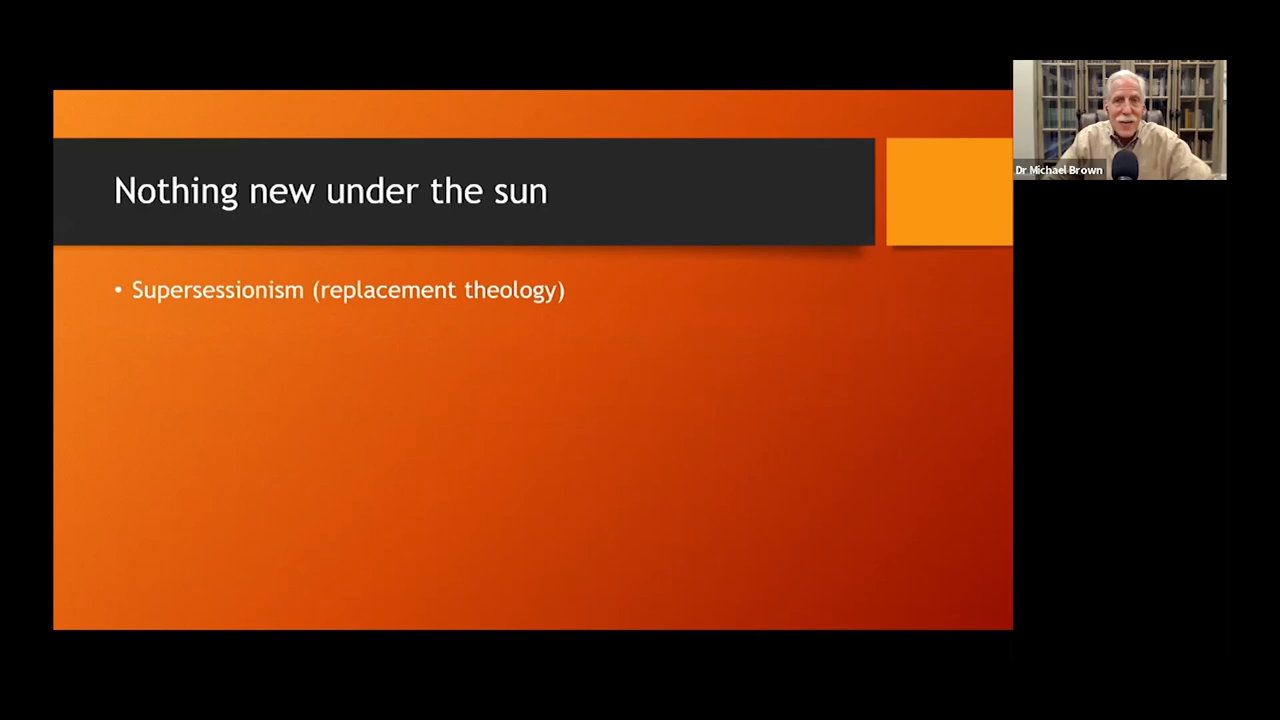 Nothing new under the sun
• Supersessionism (replacement theology)
Dr Michael Brown